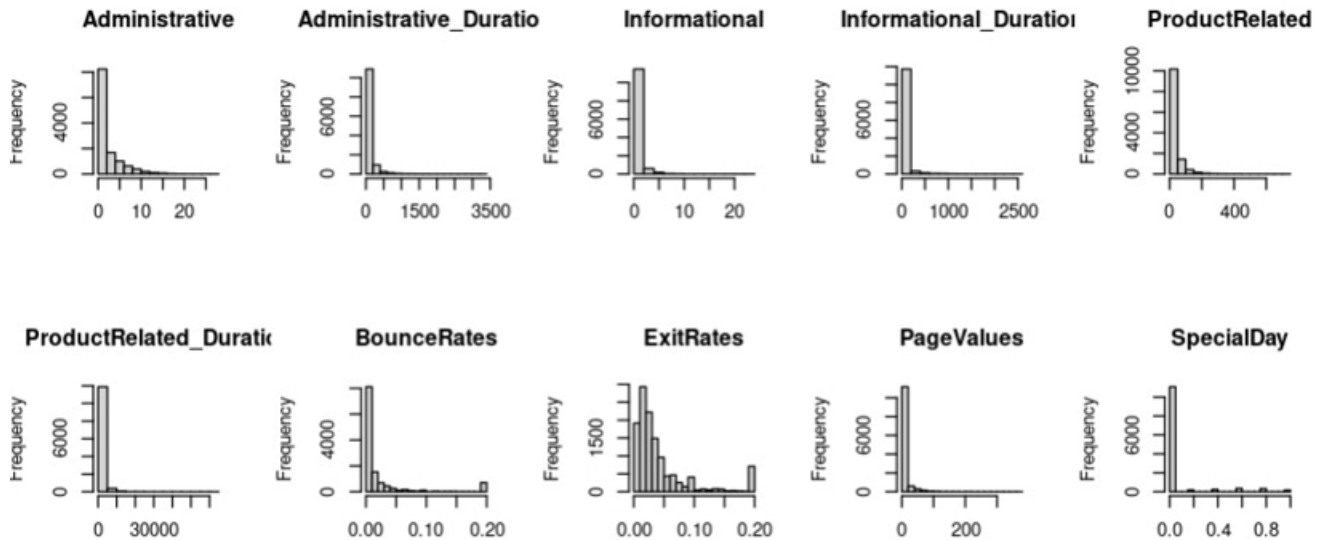 Administrative
Administrative_Duratio
Informational
Informational_Duratior
ProductRelated
Frequency
Frequency
Frequency
Frequency
Frequency
0 4000
0 6000
0 6000
0 6000
0 4000 10000
0 10 20
0 1500 3500
0 10 20
0 1000 2500
0 400
ProductRelated_Duratic
BounceRates
ExitRates
PageValues
SpecialDay
Frequency
Frequency
Frequency
Frequency
Frequency
0 6000
0 4000
0 1500
0 6000
0 6000
0 30000
0.00 0.10 0.20
0.00 0.10 0.20
0 200
0.0 0.4 0.8